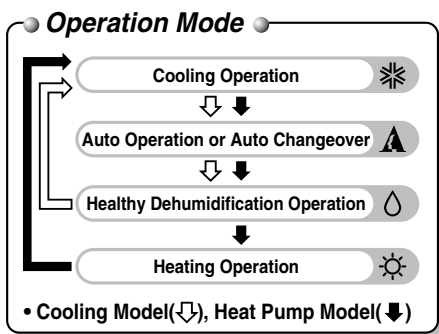 Operation Mode
Cooling Operation
Auto Operation or Auto Changeover
Healthy Dehumidification Operation
Heating Operation
• Cooling Model(⇩), Heat Pump Model(⬇)